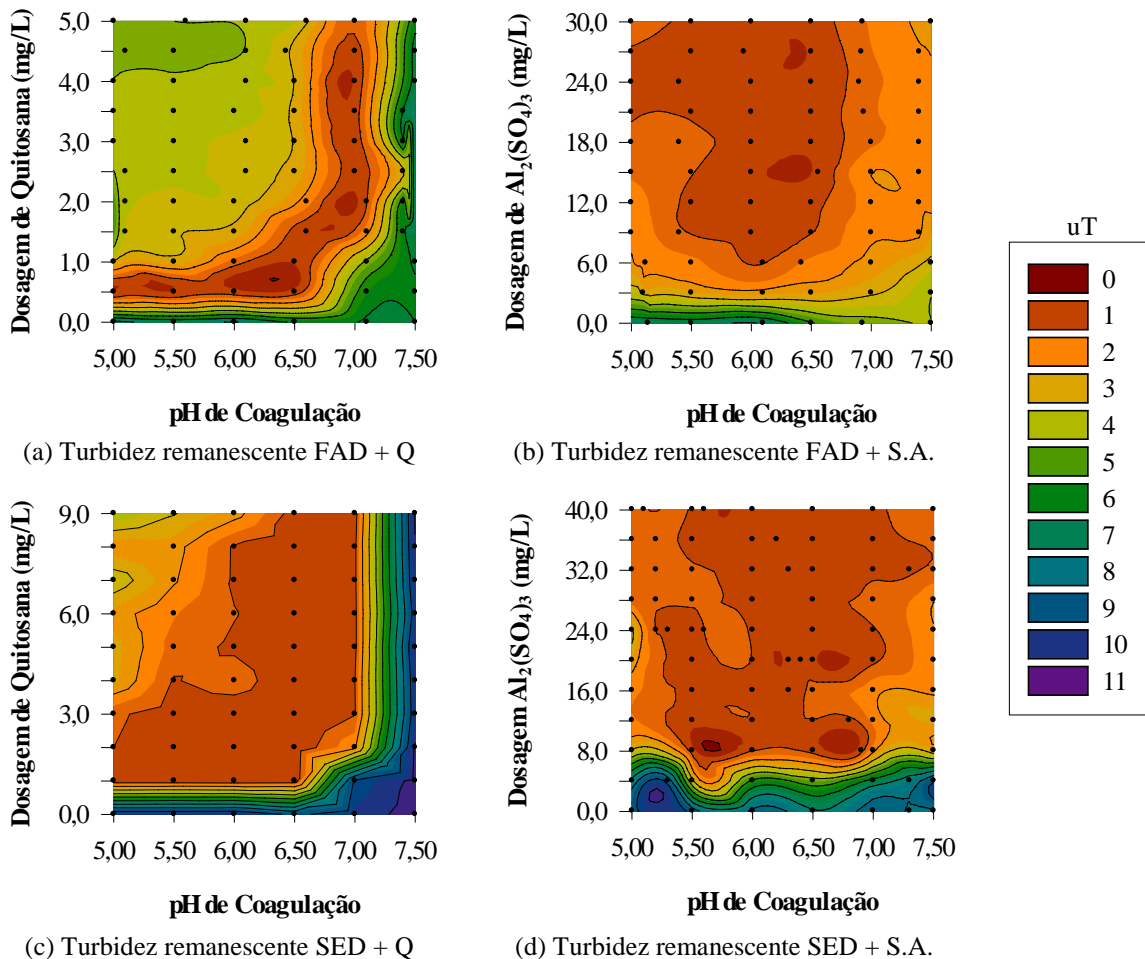 Dosagem de Quitosana (mg/L)
5,0
4,0
3,0
2,0
1,0
0,0
5,00 5,50 6,00 6,50 7,00 7,50
pH de Coagulação
(a) Turbidez remanescente FAD + Q
Dosagem de Al2(SO4)3 (mg/L)
30,0
24,0
18,0
12,0
6,0
0,0
5,00 5,50 6,00 6,50 7,00 7,50
pH de Coagulação
(b) Turbidez remanescente FAD + S.A.
uT
0
1
2
3
4
5
6
7
8
9
10
11
Dosagem de Quitosana (mg/L)
9,0
6,0
3,0
0,0
5,00 5,50 6,00 6,50 7,00 7,50
pH de Coagulação
(c) Turbidez remanescente SED + Q
Dosagem Al2(SO4)3 (mg/L)
40,0
32,0
24,0
16,0
8,0
0,0
5,00 5,50 6,00 6,50 7,00 7,50
pH de Coagulação
(d) Turbidez remanescente SED + S.A.